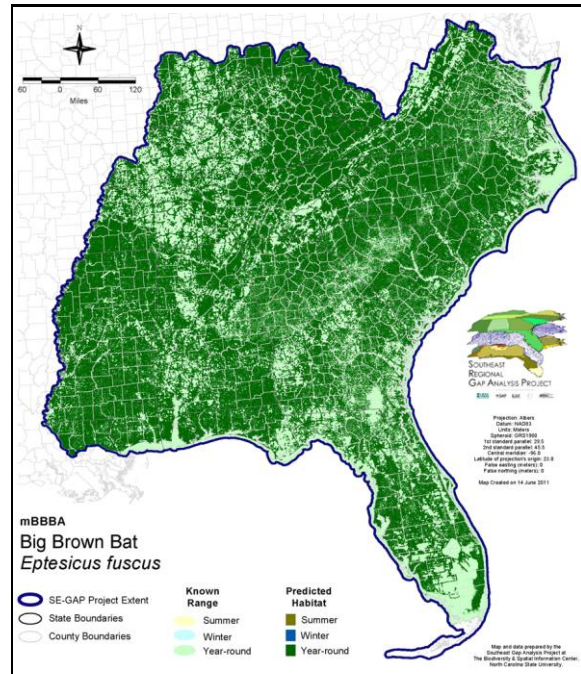 N
60 0 60 120
Miles
SOUTHEAST
REGIONAL
GAP ANALYSIS PROJECT
Projection: Albers
Datum: NAD83
Units: Meters
Spheroid: GRS1980
1st standard parallel: 29.5
2nd standard parallel: 45.5
Central meridian: -96.0
Latitude of projection's origin: 23.0
False easting (meters): 0
False northing (meters): 0
Map Created on 14 June 2011
mBBBA
Big Brown Bat
Eptesicus fuscus
SE-GAP Project Extent
State Boundaries
County Boundaries
Known
Range
Summer
Winter
Year-round
Predicted
Habitat
Summer
Winter
Year-round
Map and data prepared by the
Southeast Gap Analysis Project at
The Biodiversity & Spatial Information Center,
North Carolina State University.